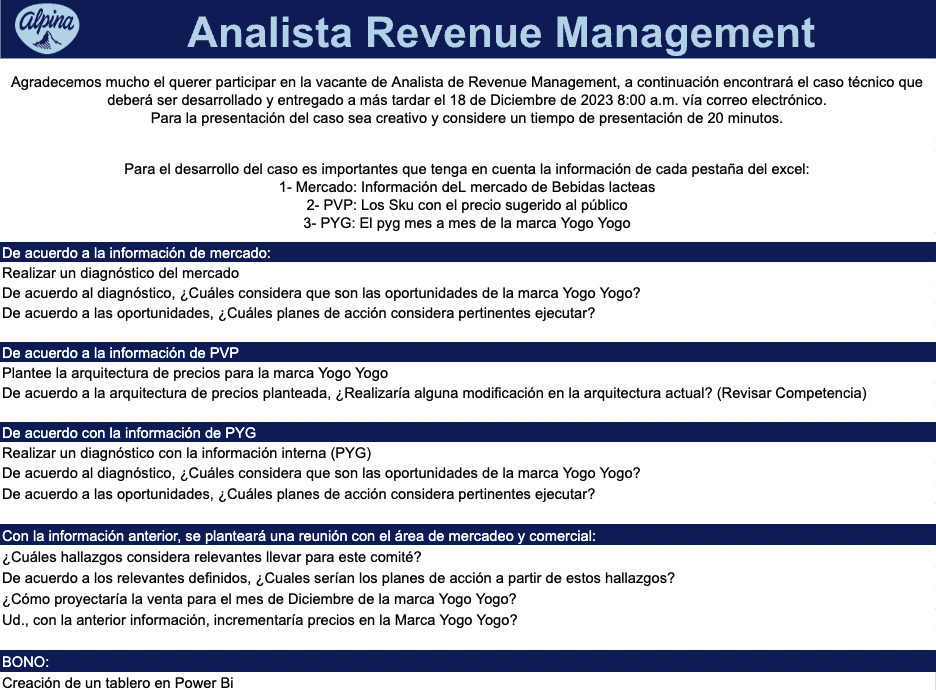 Alpina
Analista Revenue Management
Agradecemos mucho el querer participar en la vacante de Analista de Revenue Management, a continuación encontrará el caso técnico que
deberá ser desarrollado y entregado a más tardar el 18 de Diciembre de 2023 8:00 a.m. vía correo electrónico.
Para la presentación del caso sea creativo y considere un tiempo de presentación de 20 minutos.
Para el desarrollo del caso es importantes que tenga en cuenta la información de cada pestaña del excel:
1- Mercado: Información deL mercado de Bebidas lacteas
2- PVP: Los Sku con el precio sugerido al público
3- PYG: El pyg mes a mes de la marca Yogo Yogo
De acuerdo a la información de mercado:
Realizar un diagnóstico del mercado
De acuerdo al diagnóstico, ¿Cuáles considera que son las oportunidades de la marca Yogo Yogo?
De acuerdo a las oportunidades, ¿Cuáles planes de acción considera pertinentes ejecutar?
De acuerdo a la información de PVP
Plantee la arquitectura de precios para la marca Yogo Yogo
De acuerdo a la arquitectura de precios planteada, ¿Realizaría alguna modificación en la arquitectura actual? (Revisar Competencia)
De acuerdo con la información de PYG
Realizar un diagnóstico con la información interna (PYG)
De acuerdo al diagnóstico, ¿Cuáles considera que son las oportunidades de la marca Yogo Yogo?
De acuerdo a las oportunidades, ¿Cuáles planes de acción considera pertinentes ejecutar?
Con la información anterior, se planteará una reunión con el área de mercadeo y comercial:
¿Cuáles hallazgos considera relevantes llevar para este comité?
De acuerdo a los relevantes definidos, ¿Cuales serían los planes de acción a partir de estos hallazgos?
¿Cómo proyectaría la venta para el mes de Diciembre de la marca Yogo Yogo?
Ud., con la anterior información, incrementaría precios en la Marca Yogo Yogo?
BONO:
Creación de un tablero en Power Bi